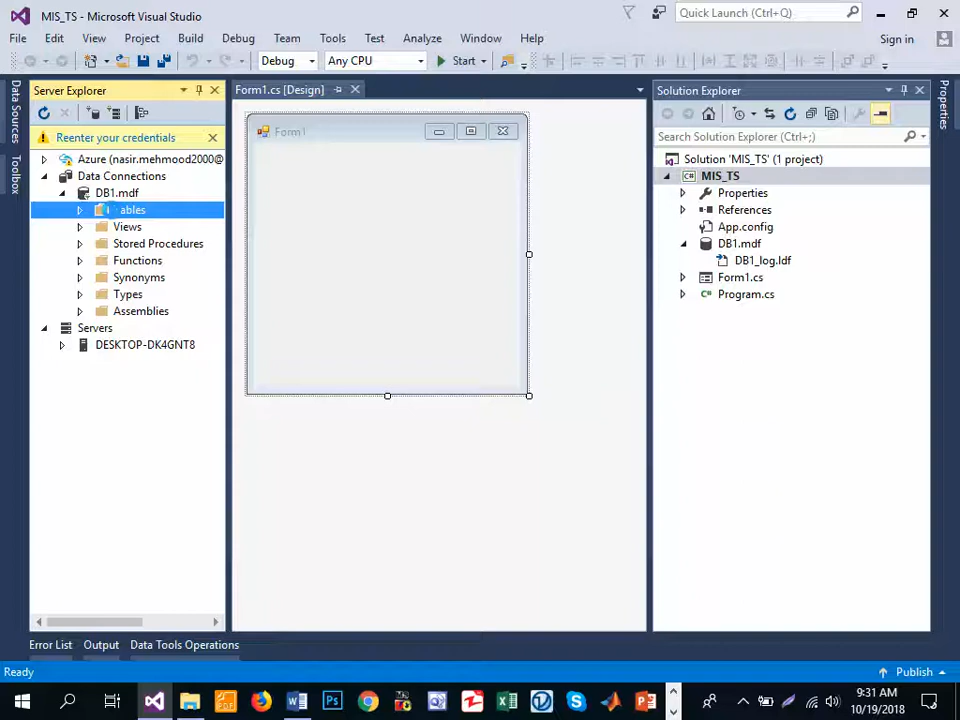 MIS_TS - Microsoft Visual Studio
Quick Launch (Ctrl+Q)
File Edit View Project Build Debug Team Tools Test Analyze Window Help
Sign in
Debug Any CPU Start
Data Sources
Toolbox
Server Explorer
Reenter your credentials
Azure (nasir.mehmood2000@
Data Connections
DB1.mdf
ables
Views
Stored Procedures
Functions
Synonyms
Types
Assemblies
Servers
DESKTOP-DK4GNT8
Form1.cs [Design]
Form1
Solution Explorer
Search Solution Explorer (Ctrl+;)
Solution 'MIS_TS' (1 project)
MIS_TS
Properties
References
App.config
DB1.mdf
DB1_log.ldf
Form1.cs
Program.cs
Properties
Error List Output Data Tools Operations
Ready
Publish
9:31 AM
10/19/2018